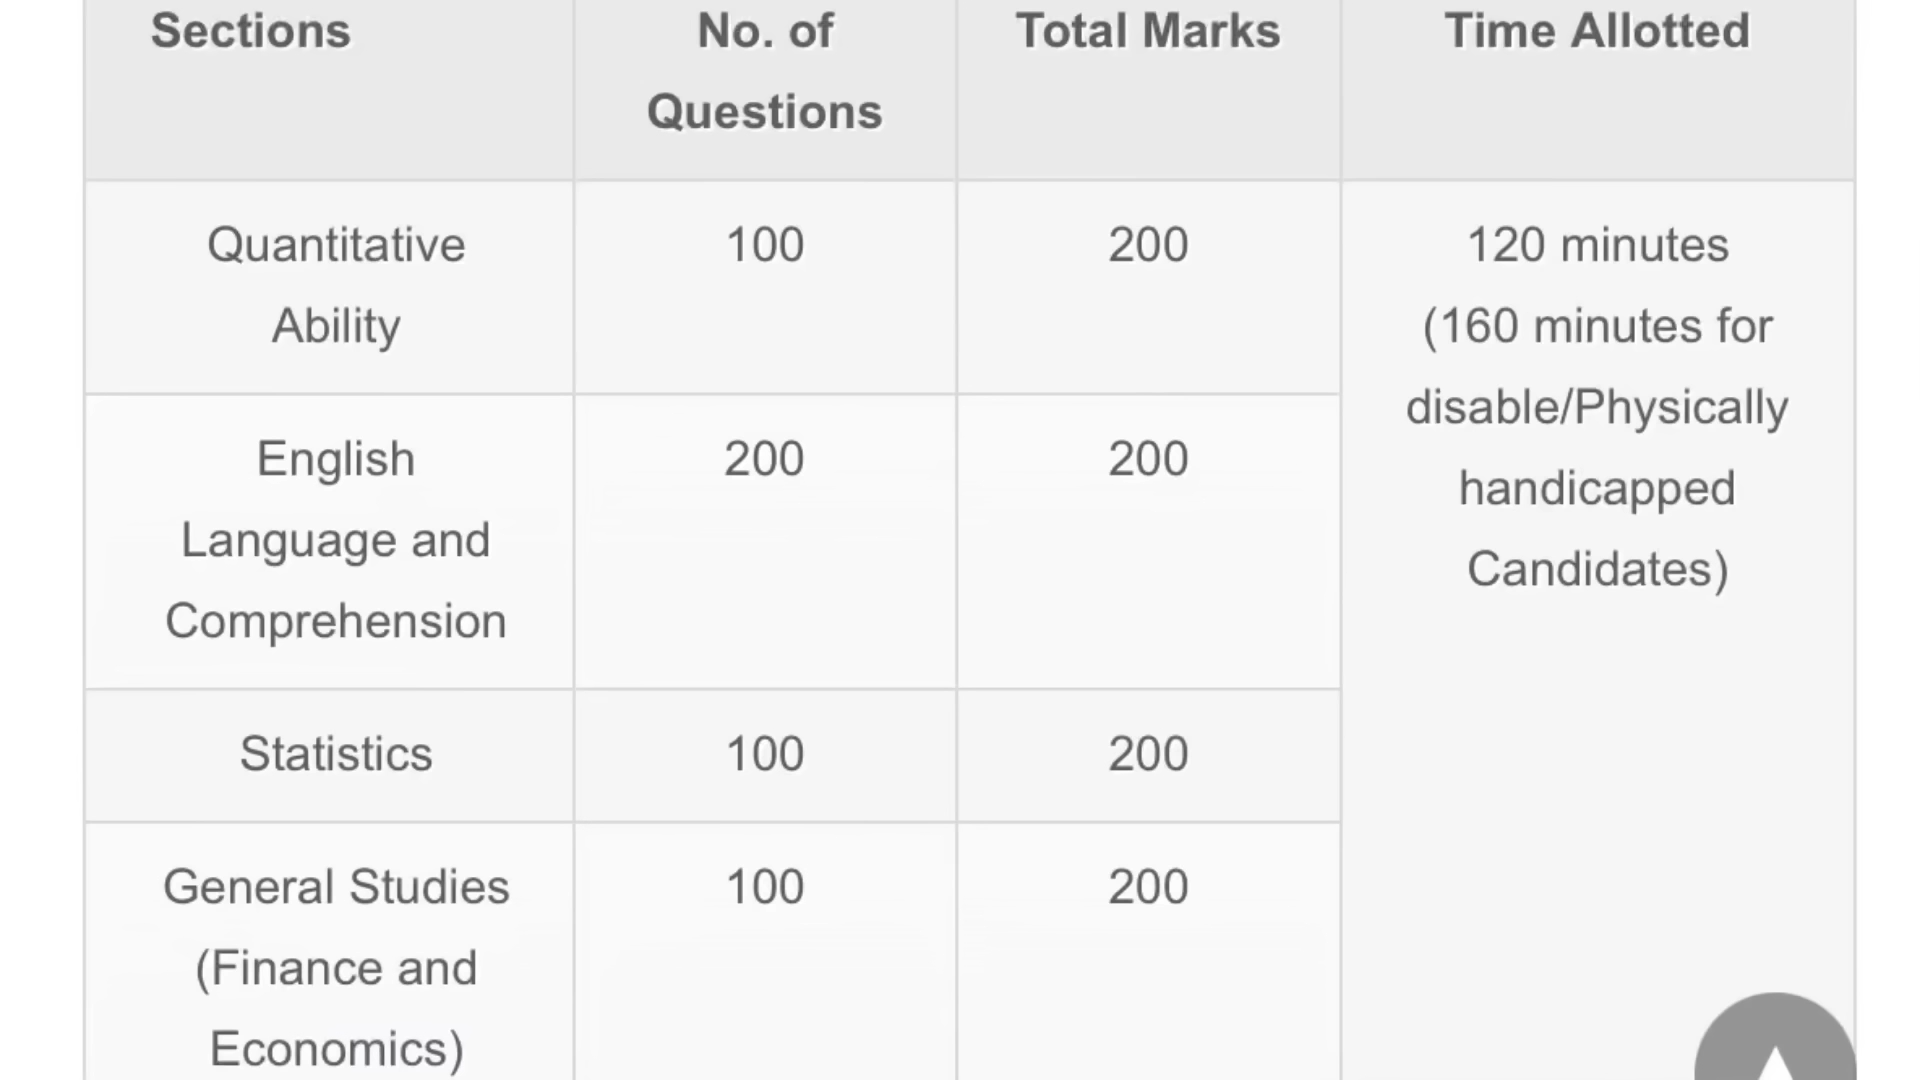 Sections
No. of
Questions
Total Marks
Time Allotted
Quantitative
Ability
100
200
120 minutes
(160 minutes for
disable/Physically
handicapped
Candidates)
English
Language and
Comprehension
200
200
Statistics
100
200
General Studies
(Finance and
Economics)
100
200